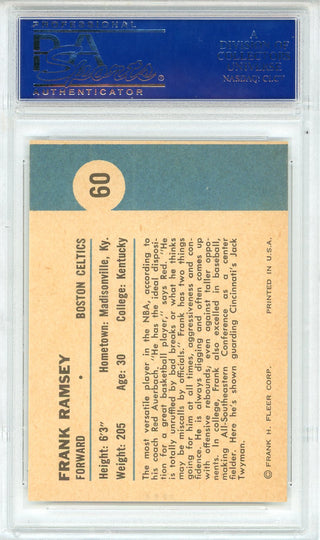 PROFESSIONAL
PSA
Sports
®
AUTHENTICATOR
A
DIVISION OF
COLLECTORS
UNIVERSE
NASDAQ: CLCT
60
FRANK RAMSEY
FORWARD • BOSTON CELTICS
Height: 6'3" Hometown: Madisonville, Ky.
Weight: 205 Age: 30 College: Kentucky
The most versatile player in the NBA, according to
his coach Red Auerbach, "He has the ideal disposi-
tion for a great basketball player," says Red. "He
is totally unruffled by bad breaks or what he thinks
may be miscalls by officials." Frank has two things
going for him at all times, aggressiveness and con-
fidence. He is always digging and often comes up
with offensive rebounds, even against taller oppo-
nents. In college, Frank also excelled in baseball,
making All-Southeastern Conference as a center
fielder. Here he's shown guarding Cincinnati's Jack
Twyman.
© FRANK H. FLEER CORP. PRINTED IN U.S.A.